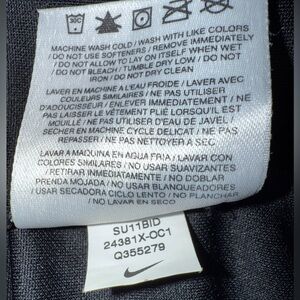 30C
MACHINE WASH COLD / WASH WITH LIKE COLORS
/ DO NOT USE SOFTENERS / REMOVE IMMEDIATELY
/ DO NOT ALLOW TO LAY ON ITSELF WHEN WET
/ DO NOT BLEACH / TUMBLE DRY LOW / DO NOT
IRON / DO NOT DRY CLEAN
LAVER EN MACHINE A L'EAU FROIDE / LAVER AVEC
COULEURS SIMILAIRES / NE PAS UTILISER
D'ADOUCISSEUR / ENLEVER IMMEDIATEMENT / NE
PAS LAISSER LE VÊTEMENT PLIÉ LORSQU'IL EST
MOUILLÉ / NE PAS UTILISER D'EAU DE JAVEL /
SECHER EN MACHINE CYCLE DELICAT / NE PAS
REPASSER / NE PAS NETTOYER A SEC
LAVAR A MAQUINA EN AGUA FRIA / LAVAR CON
COLORES SIMILARES / NO USAR SUAVIZANTES
/ RETIRAR INMEDIATAMENTE / NO DOBLAR
PRENDA MOJADA / NO USAR BLANQUEADORES
/ USAR SECADORA CICLO LENTO / NO PLANCHAR
/ NO LAVAR EN SECO
SU11BID
24381X-OC1
Q355279